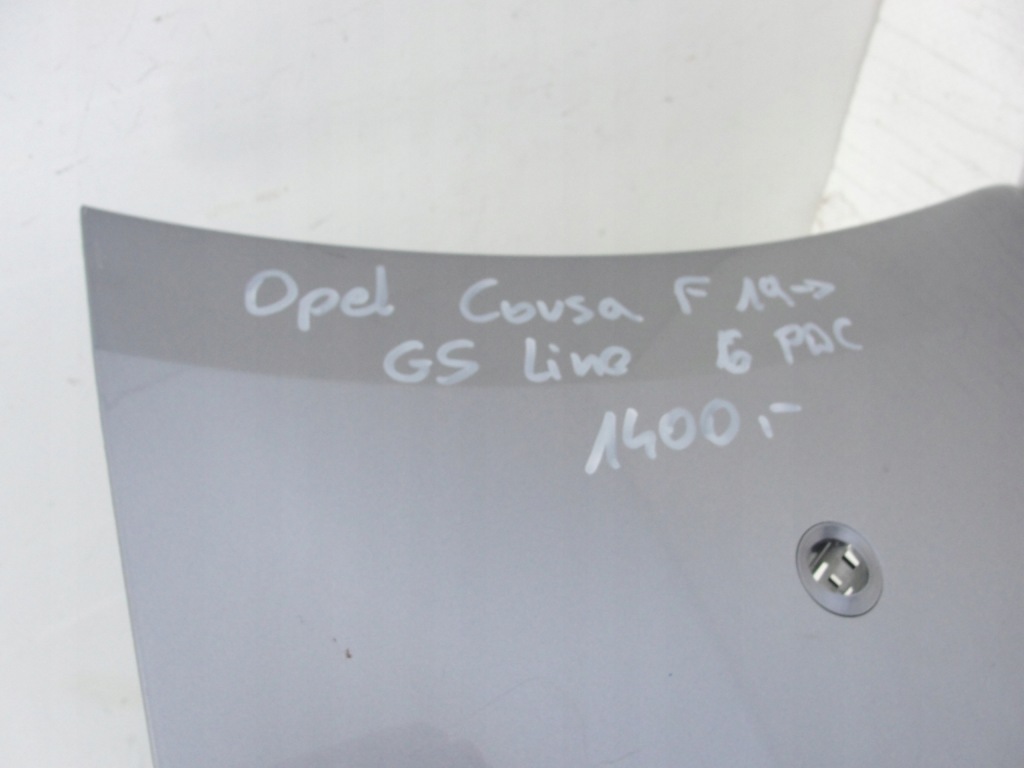 Opel Corsa F 19→
GS Line 6 PDC
1400,-